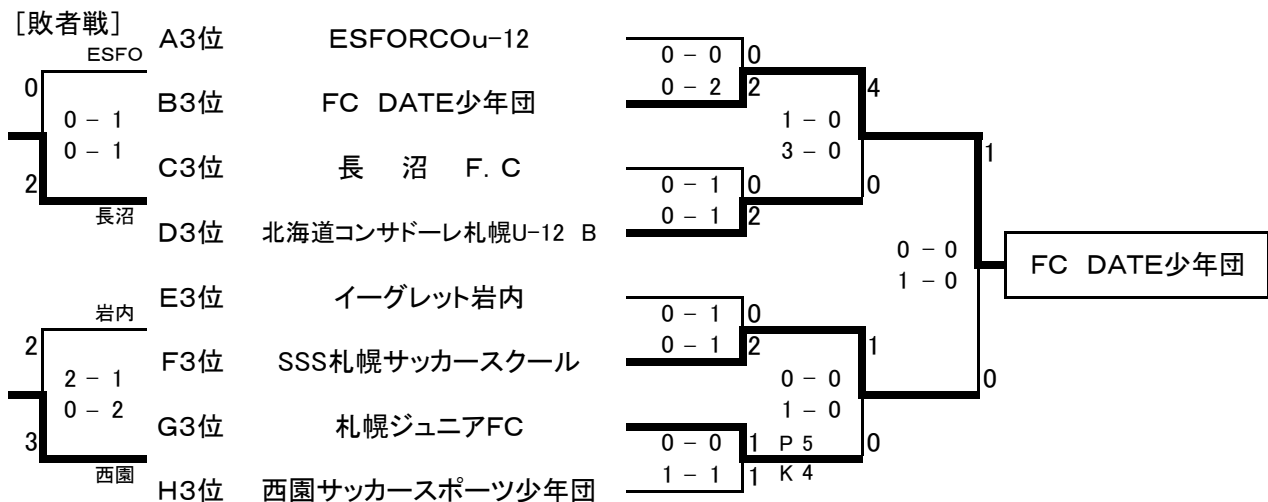 ［敗者戦］
A3位 ESFORCOu-12
ESFO
0 - 0 0
0 0 - 2 2 4
B3位 FC DATE少年団
0 - 1 1 - 0
0 - 1 3 - 0 1
C3位 長 沼 F．C
2 0 - 1 0 0
長沼 0 - 1 2
D3位 北海道コンサドーレ札幌U-12 B
0 - 0
1 - 0 FC DATE少年団
E3位 イーグレット岩内
岩内 0 - 1 0
2 0 - 1 2 1
F3位 SSS札幌サッカースクール
2 - 1 0 - 0 0
0 - 2 1 - 0
G3位 札幌ジュニアFC
3 0 - 0 1 P 5 0
西園 1 - 1 1 K 4
H3位 西園サッカースポーツ少年団